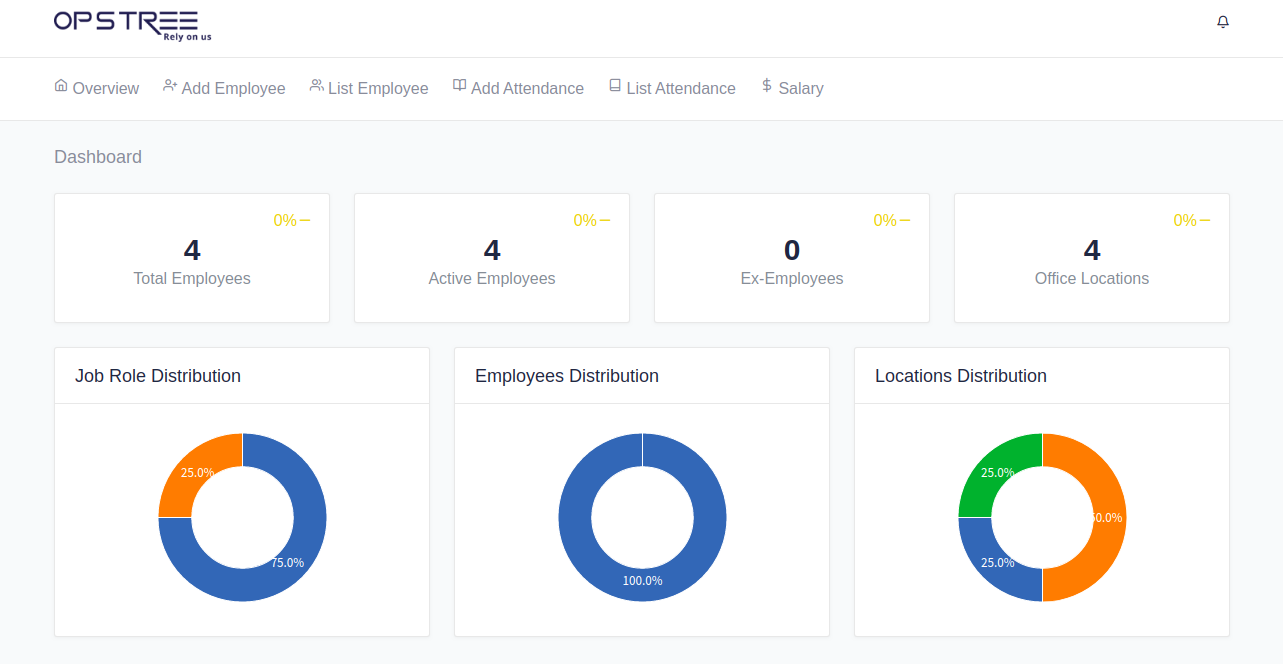 OPSTREE
Rely on us
Overview Add Employee List Employee Add Attendance List Attendance Salary
Dashboard
0% 0% 0% 0%
4 4 0 4
Total Employees Active Employees Ex-Employees Office Locations
Job Role Distribution Employees Distribution Locations Distribution
25.0% 25.0%
50.0%
75.0% 25.0%
100.0%